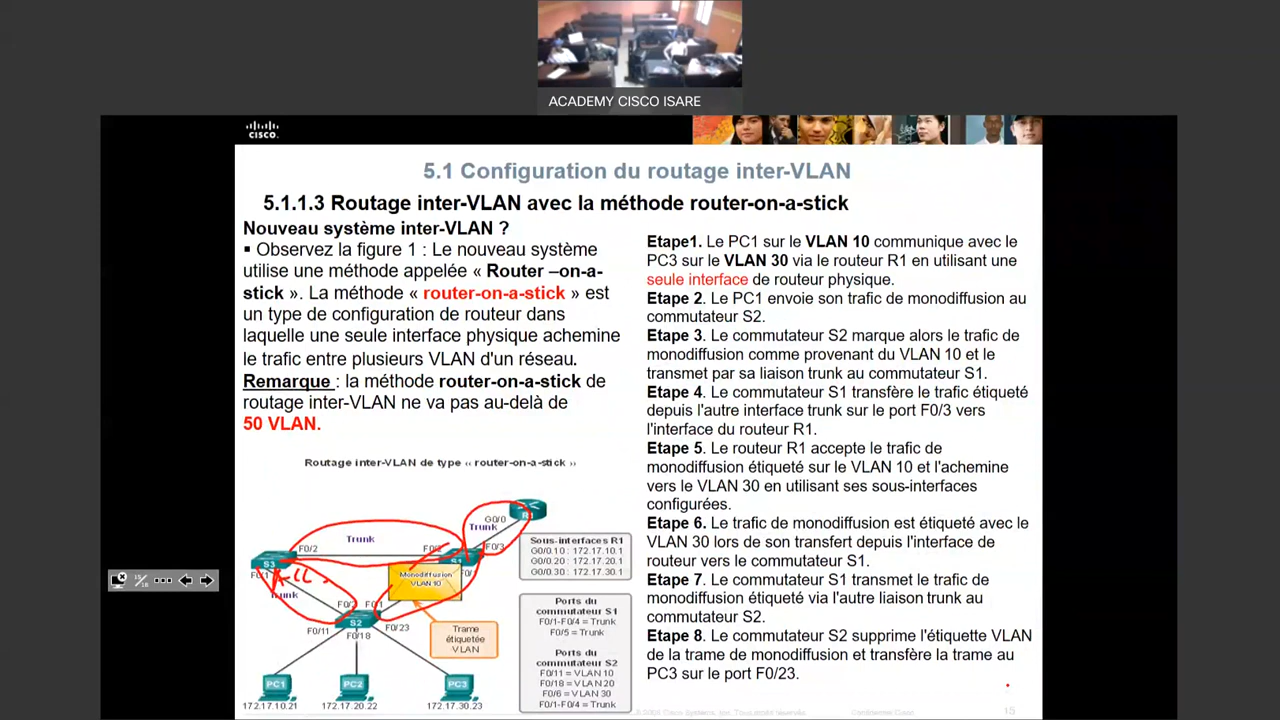 ACADEMY CISCO ISARE
CISCO.
5.1 Configuration du routage inter-VLAN
5.1.1.3 Routage inter-VLAN avec la méthode router-on-a-stick
Nouveau système inter-VLAN ?
▪ Observez la figure 1 : Le nouveau système
utilise une méthode appelée « Router –on-a-
stick ». La méthode « router-on-a-stick » est
un type de configuration de routeur dans
laquelle une seule interface physique achemine
le trafic entre plusieurs VLAN d'un réseau.
Remarque : la méthode router-on-a-stick de
routage inter-VLAN ne va pas au-delà de
50 VLAN.
Etape1. Le PC1 sur le VLAN 10 communique avec le
PC3 sur le VLAN 30 via le routeur R1 en utilisant une
seule interface de routeur physique.
Etape 2. Le PC1 envoie son trafic de monodiffusion au
commutateur S2.
Etape 3. Le commutateur S2 marque alors le trafic de
monodiffusion comme provenant du VLAN 10 et le
transmet par sa liaison trunk au commutateur S1.
Etape 4. Le commutateur S1 transfère le trafic étiqueté
depuis l'autre interface trunk sur le port F0/3 vers
l'interface du routeur R1.
Etape 5. Le routeur R1 accepte le trafic de
monodiffusion étiqueté sur le VLAN 10 et l'achemine
vers le VLAN 30 en utilisant ses sous-interfaces
configurées.
Etape 6. Le trafic de monodiffusion est étiqueté avec le
VLAN 30 lors de son transfert depuis l'interface de
routeur vers le commutateur S1.
Etape 7. Le commutateur S1 transmet le trafic de
monodiffusion étiqueté via l'autre liaison trunk au
commutateur S2.
Etape 8. Le commutateur S2 supprime l'étiquette VLAN
de la trame de monodiffusion et transfère la trame au
PC3 sur le port F0/23.
Routage inter-VLAN de type « router-on-a-stick »
R1
G0/0
Trunk
F0/3
Trunk
F0/2
S3
S1
F0/1
Monodiffusion
VLAN 10
Trunk
F0/1
S2
F0/11
F0/18
F0/23
Trame
étiquetée
VLAN
PC1
PC2
PC3
172.17.10.21
172.17.20.22
172.17.30.23
Sous-interfaces R1
G0/0.10 : 172.17.10.1
G0/0.20 : 172.17.20.1
G0/0.30 : 172.17.30.1
Ports du
commutateur S1
F0/1-F0/4 = Trunk
F0/5 = Trunk
Ports du
commutateur S2
F0/11 = VLAN 10
F0/18 = VLAN 20
F0/6 = VLAN 30
F0/1-F0/4 = Trunk
15